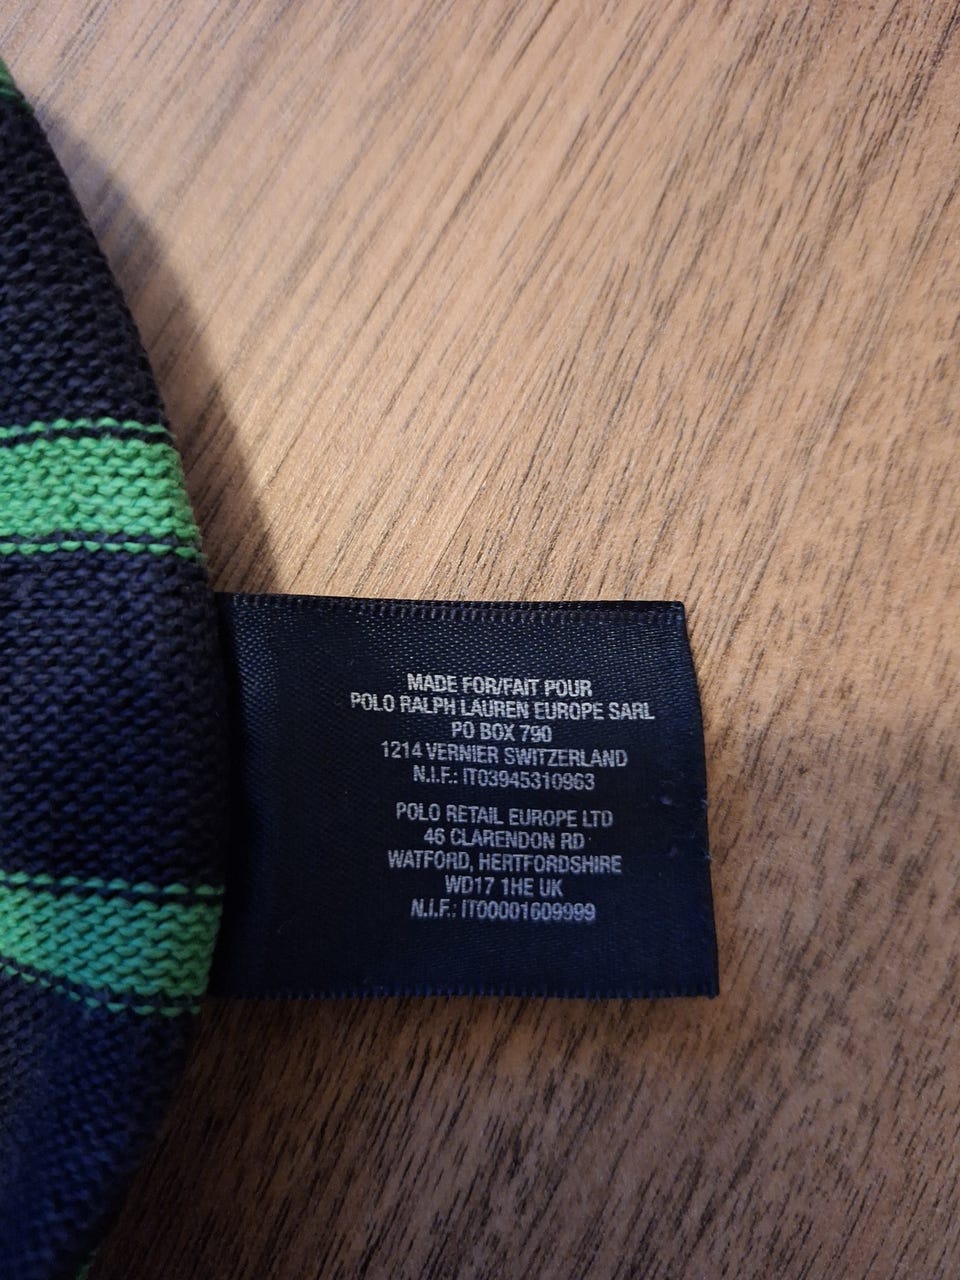 MADE FOR/FAIT POUR
POLO RALPH LAUREN EUROPE SARL
PO BOX 790
1214 VERNIER SWITZERLAND
N.I.F.: IT03945310963
POLO RETAIL EUROPE LTD
46 CLARENDON RD
WATFORD, HERTFORDSHIRE
WD17 1HE UK
N.I.F.: IT00001609999